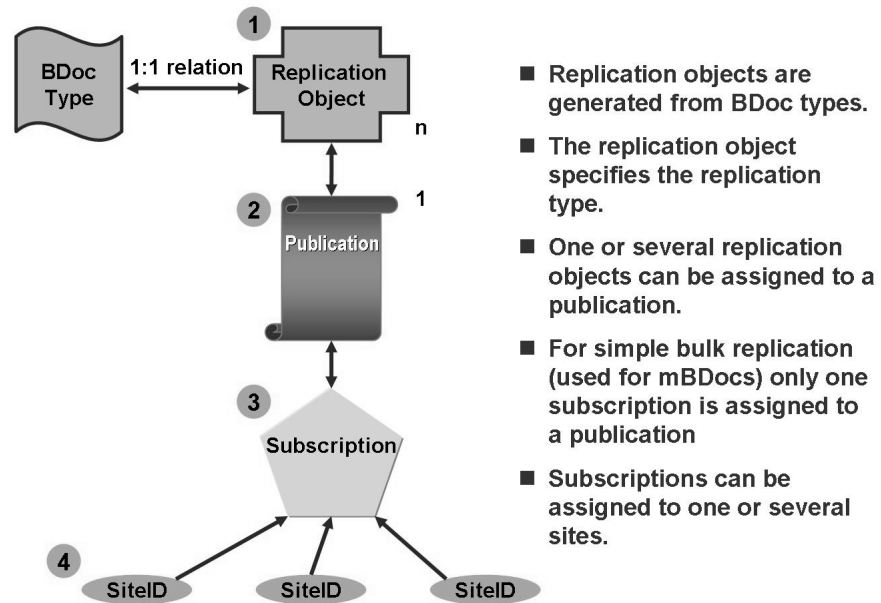 1
BDoc
Type
1:1 relation
Replication
Object
n
1
2
Publication
3
Subscription
4
SiteID
SiteID
SiteID
■ Replication objects are
generated from BDoc types.
■ The replication object
specifies the replication
type.
■ One or several replication
objects can be assigned to a
publication.
■ For simple bulk replication
(used for mBDocs) only one
subscription is assigned to
a publication
■ Subscriptions can be
assigned to one or several
sites.